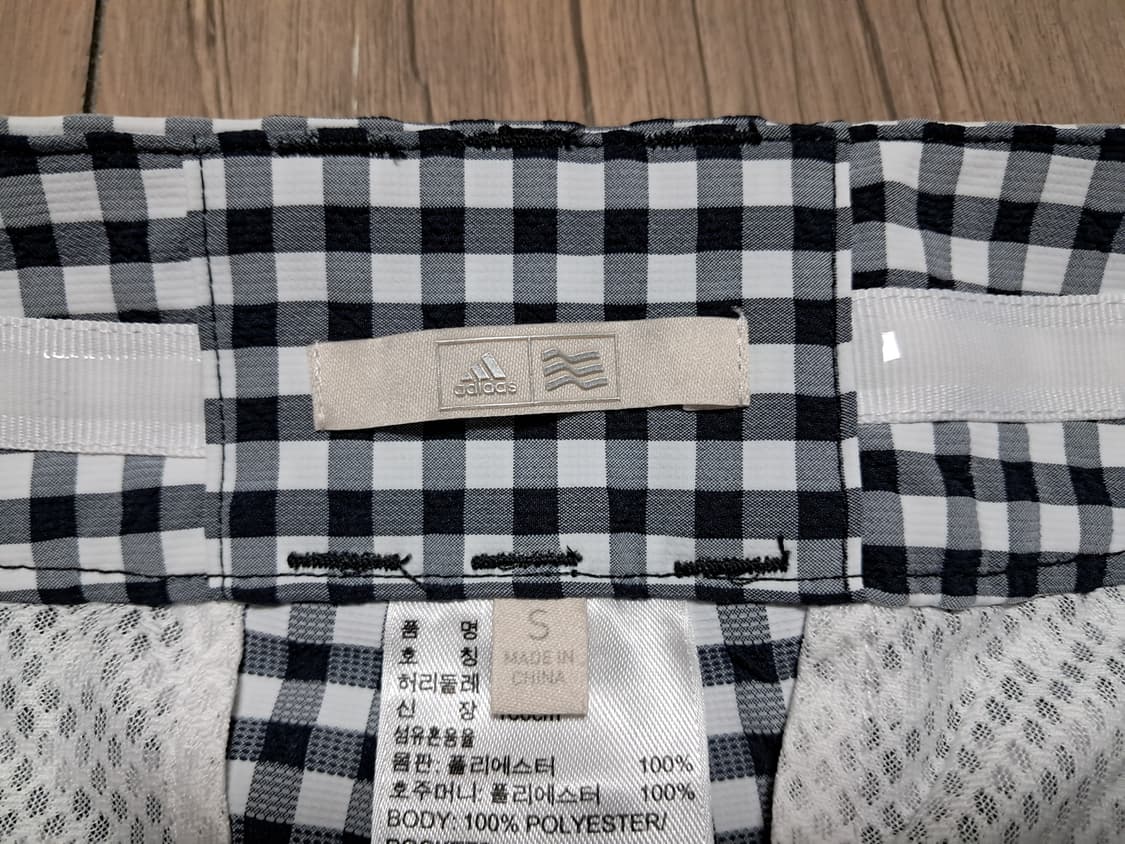 adidas
S
MADE IN
CHINA
품 명
호 칭
허리둘레
신 장
섬유혼용율
몸판: 폴리에스터 100%
호주머니: 폴리에스터 100%
BODY: 100% POLYESTER/